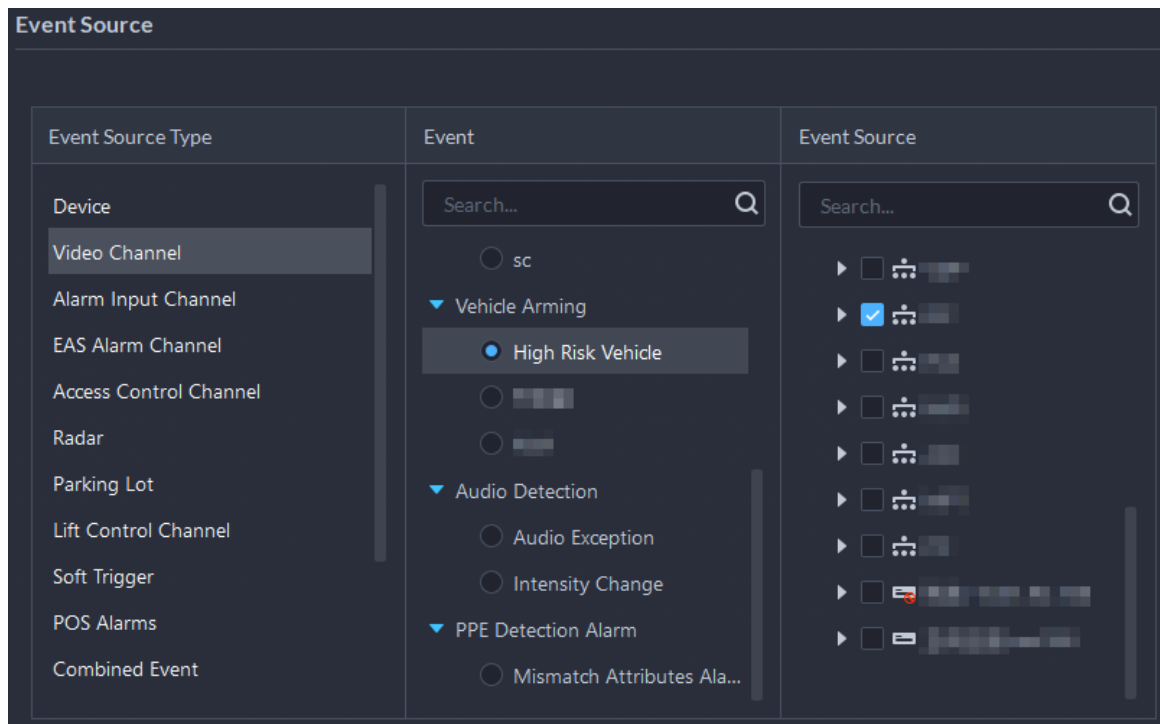 Event Source
Event Source Type
Device
Video Channel
Alarm Input Channel
EAS Alarm Channel
Access Control Channel
Radar
Parking Lot
Lift Control Channel
Soft Trigger
POS Alarms
Combined Event
Event
Search...
sc
Vehicle Arming
High Risk Vehicle
Audio Detection
Audio Exception
Intensity Change
PPE Detection Alarm
Mismatch Attributes Ala...
Event Source
Search...